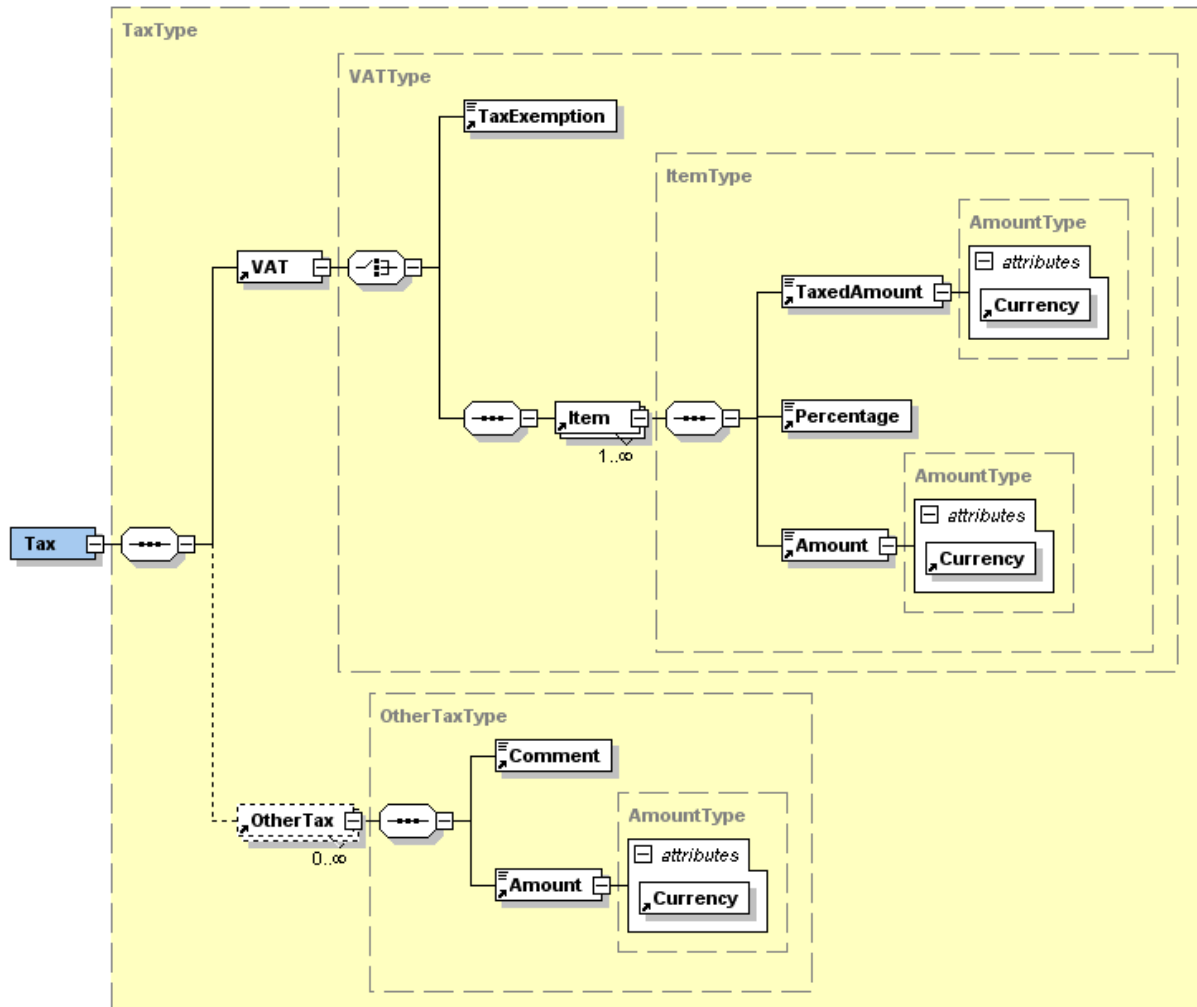 TaxType
VATType
TaxExemption
ItemType
AmountType
attributes
VAT
TaxedAmount
Currency
Item
Percentage
1..∞
AmountType
attributes
Tax
Amount
Currency
OtherTaxType
Comment
AmountType
OtherTax
attributes
0..∞
Amount
Currency